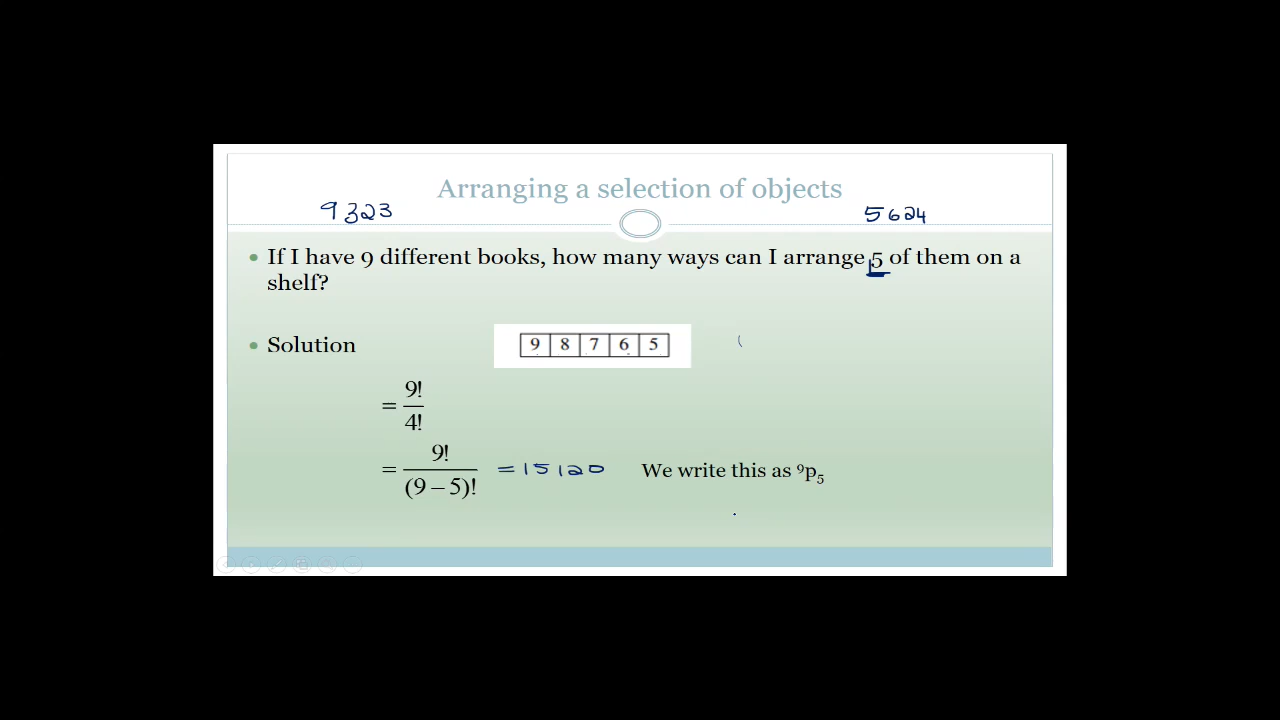 Arranging a selection of objects
9323 5624
• If I have 9 different books, how many ways can I arrange 5 of them on a
shelf?
• Solution 9 8 7 6 5
= 9!/4!
= 9!/(9 – 5)! = 15120 We write this as ⁹p₅